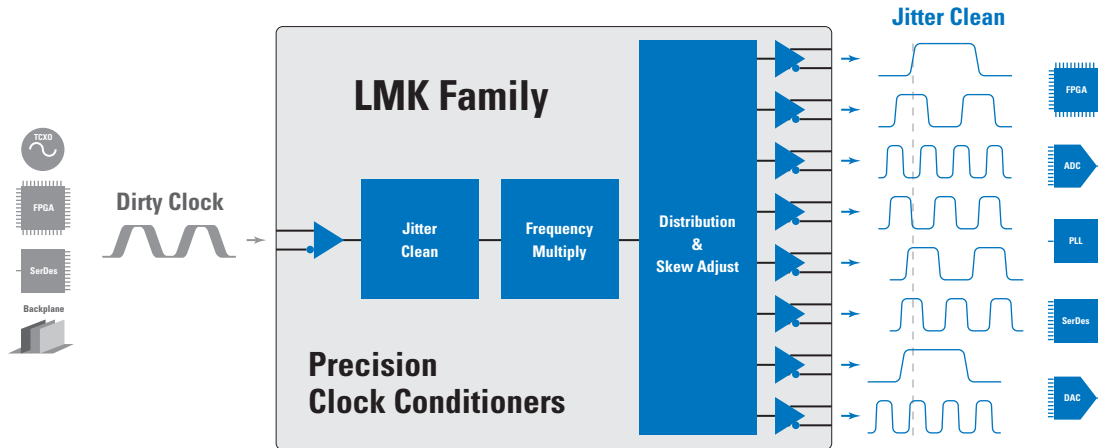 Jitter Clean
LMK Family
TCXO
FPGA
SerDes
Backplane
Dirty Clock
Jitter
Clean
Frequency
Multiply
Distribution
&
Skew Adjust
Precision
Clock Conditioners
FPGA
ADC
PLL
SerDes
DAC